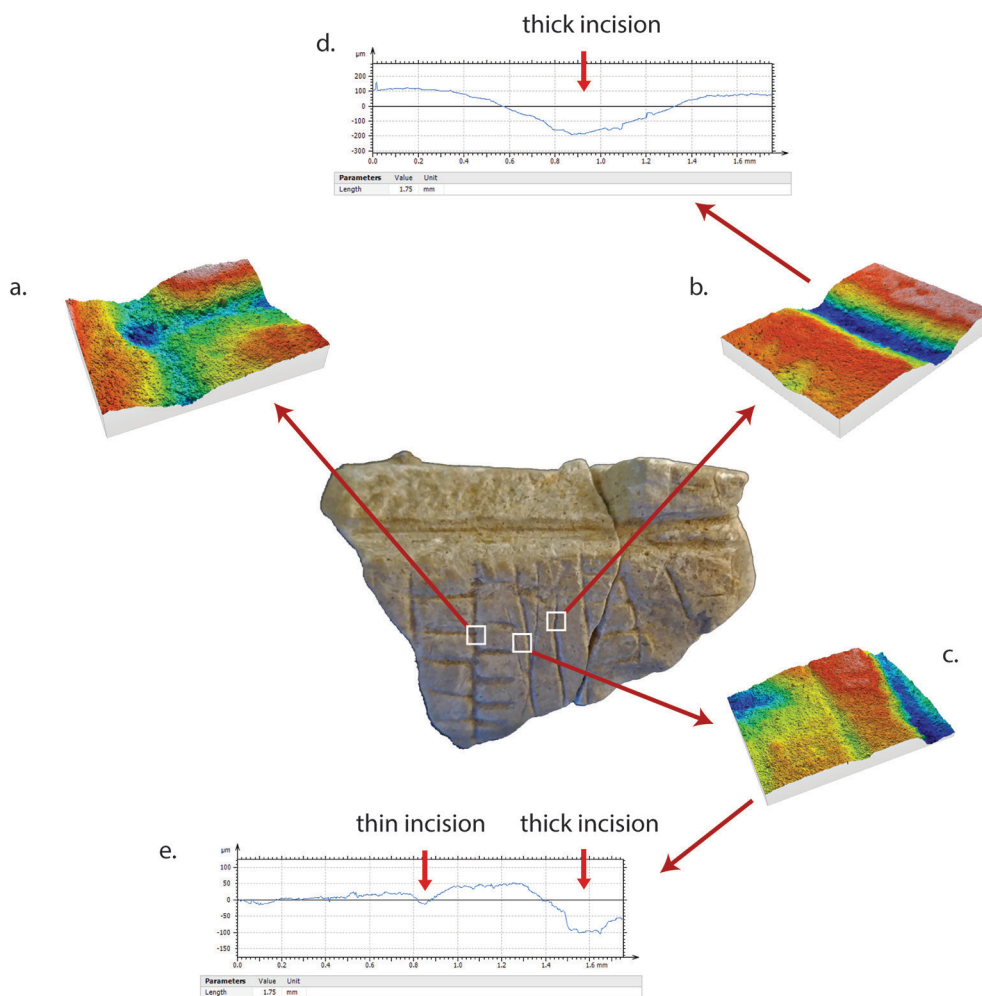 thick incision
d.
µm
200
100
0
-100
-200
-300
0.0 0.2 0.4 0.6 0.8 1.0 1.2 1.4 1.6 mm
Parameters Value Unit
Length 1.75 mm
a.
b.
c.
thin incision thick incision
e.
µm
100
50
0
-50
-100
-150
0.0 0.2 0.4 0.6 0.8 1.0 1.2 1.4 1.6 mm
Parameters Value Unit
Length 1.75 mm